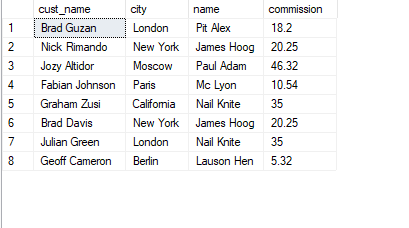 cust_name city name commission
1 Brad Guzan London Pit Alex 18.2
2 Nick Rimando New York James Hoog 20.25
3 Jozy Altidor Moscow Paul Adam 46.32
4 Fabian Johnson Paris Mc Lyon 10.54
5 Graham Zusi California Nail Knite 35
6 Brad Davis New York James Hoog 20.25
7 Julian Green London Nail Knite 35
8 Geoff Cameron Berlin Lauson Hen 5.32